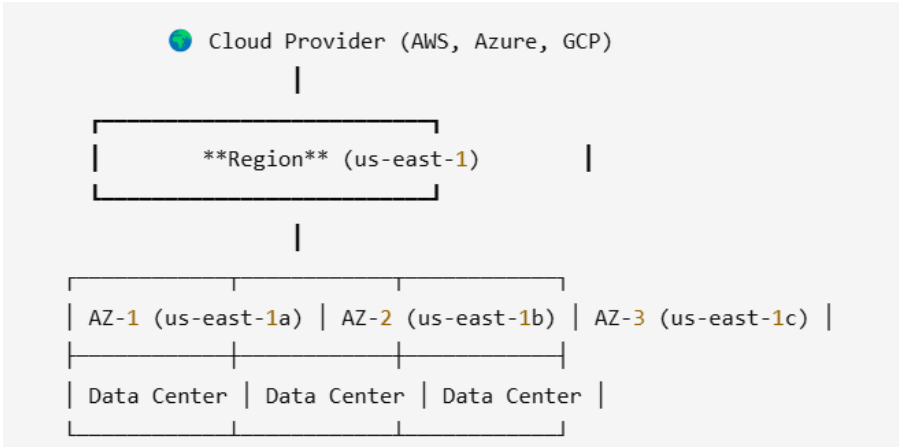 🌍 Cloud Provider (AWS, Azure, GCP)
**Region** (us-east-1)
│ AZ-1 (us-east-1a) │ AZ-2 (us-east-1b) │ AZ-3 (us-east-1c) │
│ Data Center │ Data Center │ Data Center │